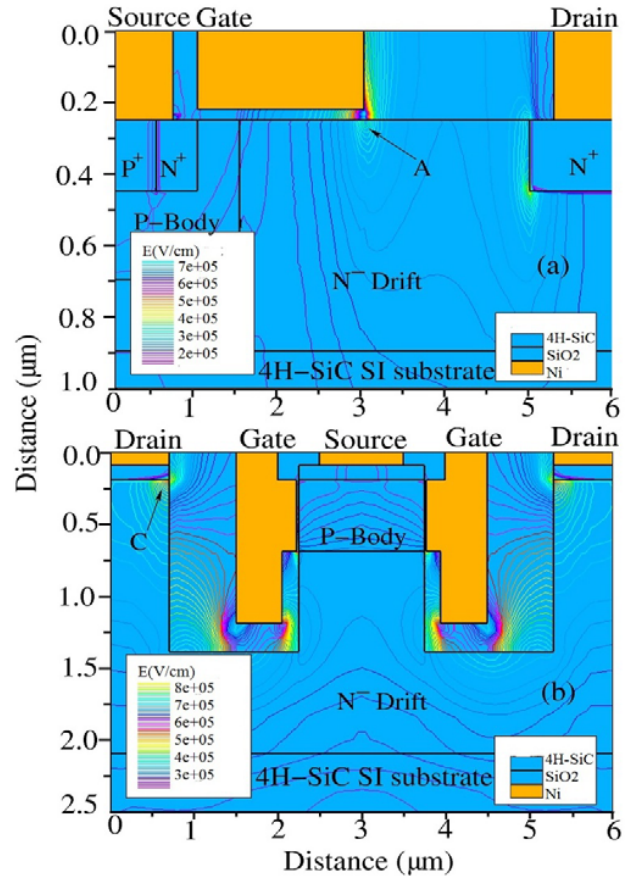 Source Gate Drain
0.0
0.2
0.4
0.6
0.8
1.0
P+ N+
N+
A
P-Body
E(V/cm)
7e+05
6e+05
5e+05
4e+05
3e+05
2e+05
N− Drift
(a)
4H-SiC
SiO2
Ni
4H-SiC SI substrate
0 1 2 3 4 5 6
Distance (μm)
Drain Gate Source Gate Drain
0.0
0.5
1.0
1.5
2.0
2.5
C
P-Body
E(V/cm)
8e+05
7e+05
6e+05
5e+05
4e+05
3e+05
N− Drift
(b)
4H-SiC
SiO2
Ni
4H-SiC SI substrate
0 1 2 3 4 5 6
Distance (μm)